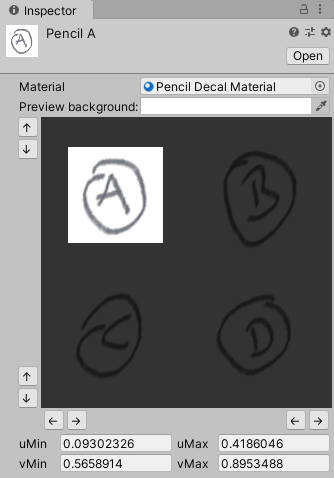 Inspector
Pencil A
Open
Material
Pencil Decal Material
Preview background:
A
B
C
D
uMin 0.09302326 uMax 0.4186046
vMin 0.5658914 vMax 0.8953488